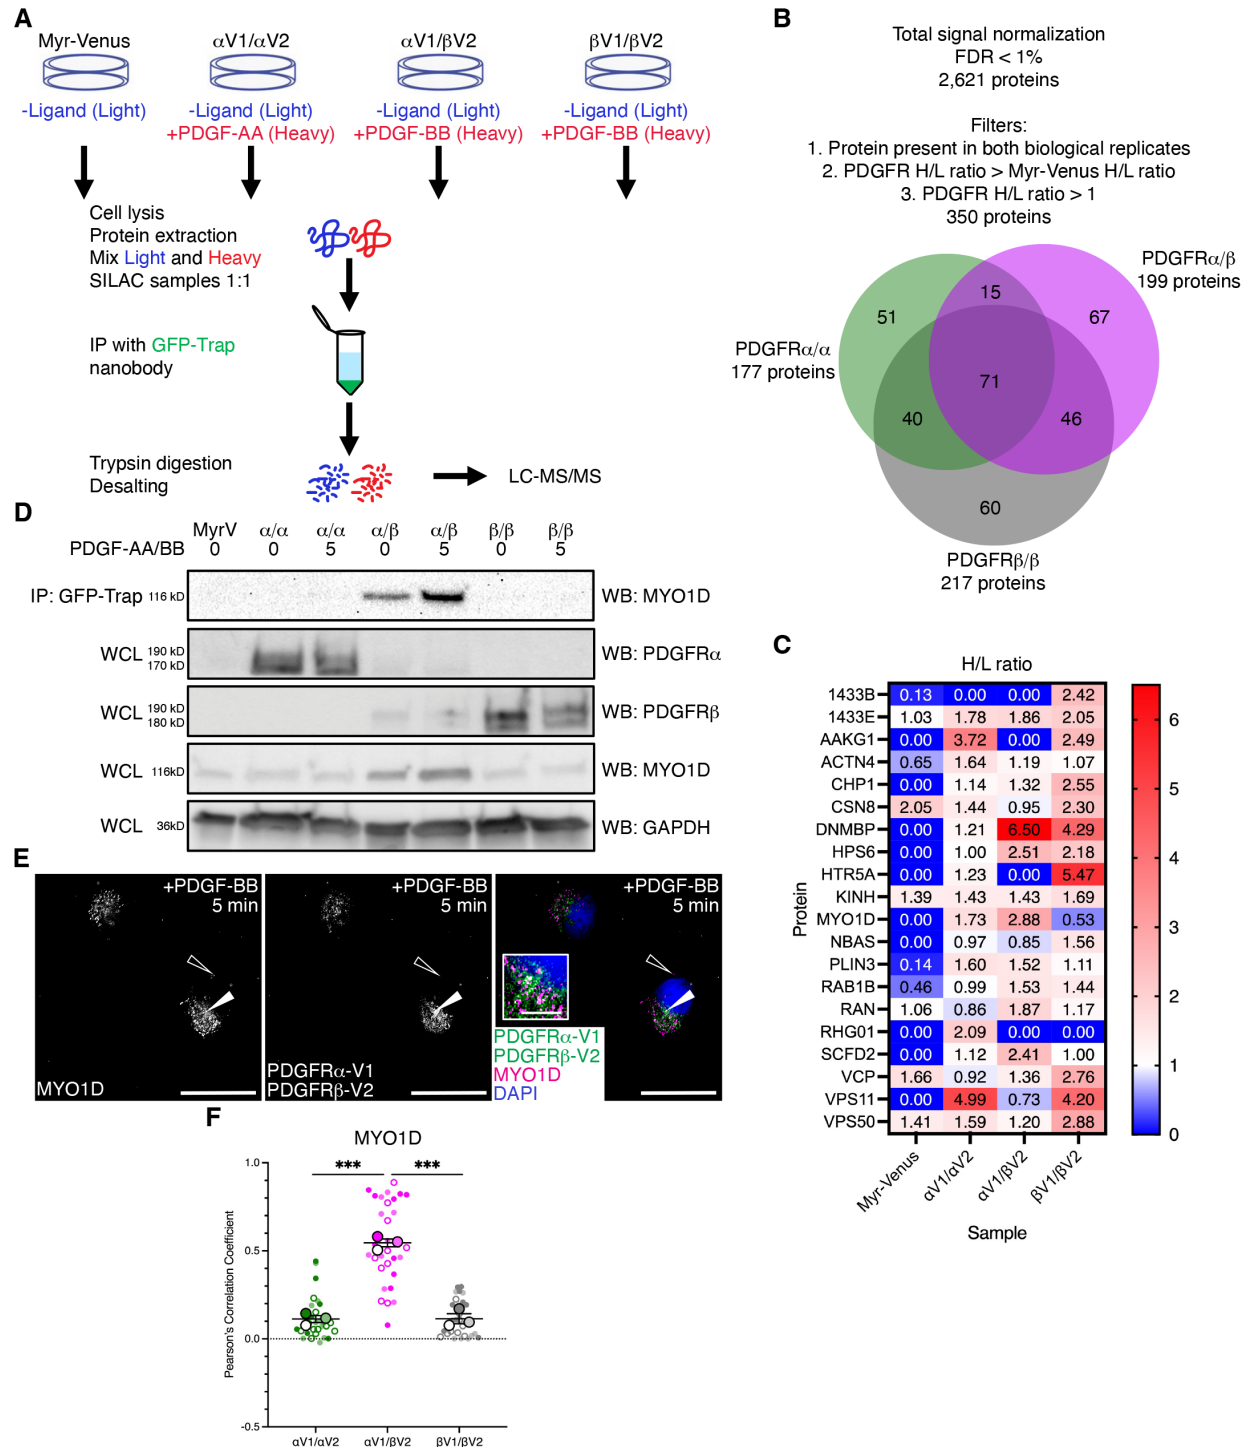 A
Myr-Venus
αV1/αV2
αV1/βV2
βV1/βV2
-Ligand (Light)
-Ligand (Light)
-Ligand (Light)
-Ligand (Light)
+PDGF-AA (Heavy)
+PDGF-BB (Heavy)
+PDGF-BB (Heavy)
Cell lysis
Protein extraction
Mix Light and Heavy
SILAC samples 1:1
IP with GFP-Trap
nanobody
Trypsin digestion
Desalting
LC-MS/MS
B
Total signal normalization
FDR < 1%
2,621 proteins
Filters:
1. Protein present in both biological replicates
2. PDGFR H/L ratio > Myr-Venus H/L ratio
3. PDGFR H/L ratio > 1
350 proteins
PDGFRα/β
199 proteins
15
51
67
PDGFRα/α
177 proteins
71
40
46
60
PDGFRβ/β
217 proteins
C
H/L ratio
1433B 0.13 0.00 0.00 2.42
1433E 1.03 1.78 1.86 2.05
AAKG1 0.00 3.72 0.00 2.49
ACTN4 0.65 1.64 1.19 1.07
CHP1 0.00 1.14 1.32 2.55
CSN8 2.05 1.44 0.95 2.30
DNMBP 0.00 1.21 6.50 4.29
HPS6 0.00 1.00 2.51 2.18
HTR5A 0.00 1.23 0.00 5.47
KINH 1.39 1.43 1.43 1.69
MYO1D 0.00 1.73 2.88 0.53
NBAS 0.00 0.97 0.85 1.56
PLIN3 0.14 1.60 1.52 1.11
RAB1B 0.46 0.99 1.53 1.44
RAN 1.06 0.86 1.87 1.17
RHG01 0.00 2.09 0.00 0.00
SCFD2 0.00 1.12 2.41 1.00
VCP 1.66 0.92 1.36 2.76
VPS11 0.00 4.99 0.73 4.20
VPS50 1.41 1.59 1.20 2.88
Protein
Myr-Venus
αV1/αV2
αV1/βV2
βV1/βV2
Sample
6
5
4
3
2
1
0
D
MyrV α/α α/α α/β α/β β/β β/β
PDGF-AA/BB 0 0 5 0 5 0 5
IP: GFP-Trap 116 kD WB: MYO1D
WCL 190 kD 170 kD WB: PDGFRα
WCL 190 kD 180 kD WB: PDGFRβ
WCL 116kD WB: MYO1D
WCL 36kD WB: GAPDH
E
+PDGF-BB
5 min
MYO1D
+PDGF-BB
5 min
PDGFRα-V1
PDGFRβ-V2
+PDGF-BB
5 min
PDGFRα-V1
PDGFRβ-V2
MYO1D
DAPI
F
MYO1D
*** ***
Pearson's Correlation Coefficient
1.0
0.5
0.0
-0.5
αV1/αV2
αV1/βV2
βV1/βV2